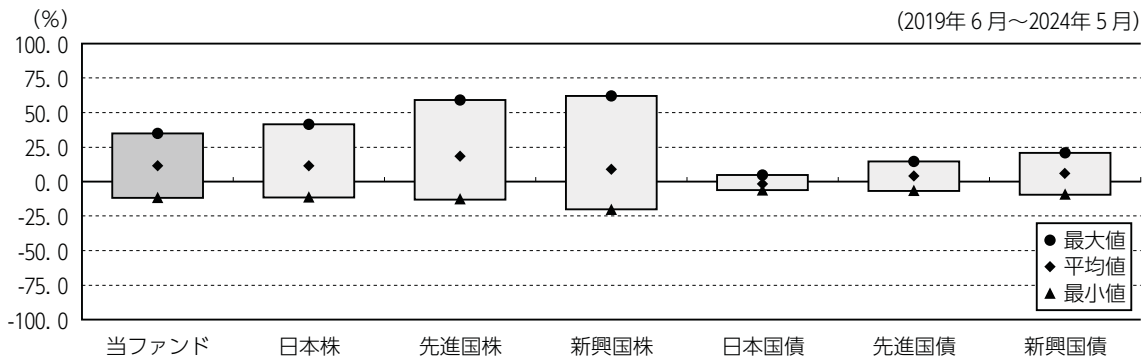 (%)
(2019年6月～2024年5月)
100.0
75.0
50.0
25.0
0.0
-25.0
-50.0
-75.0
-100.0
●最大値
◆平均値
▲最小値
当ファンド 日本株 先進国株 新興国株 日本国債 先進国債 新興国債